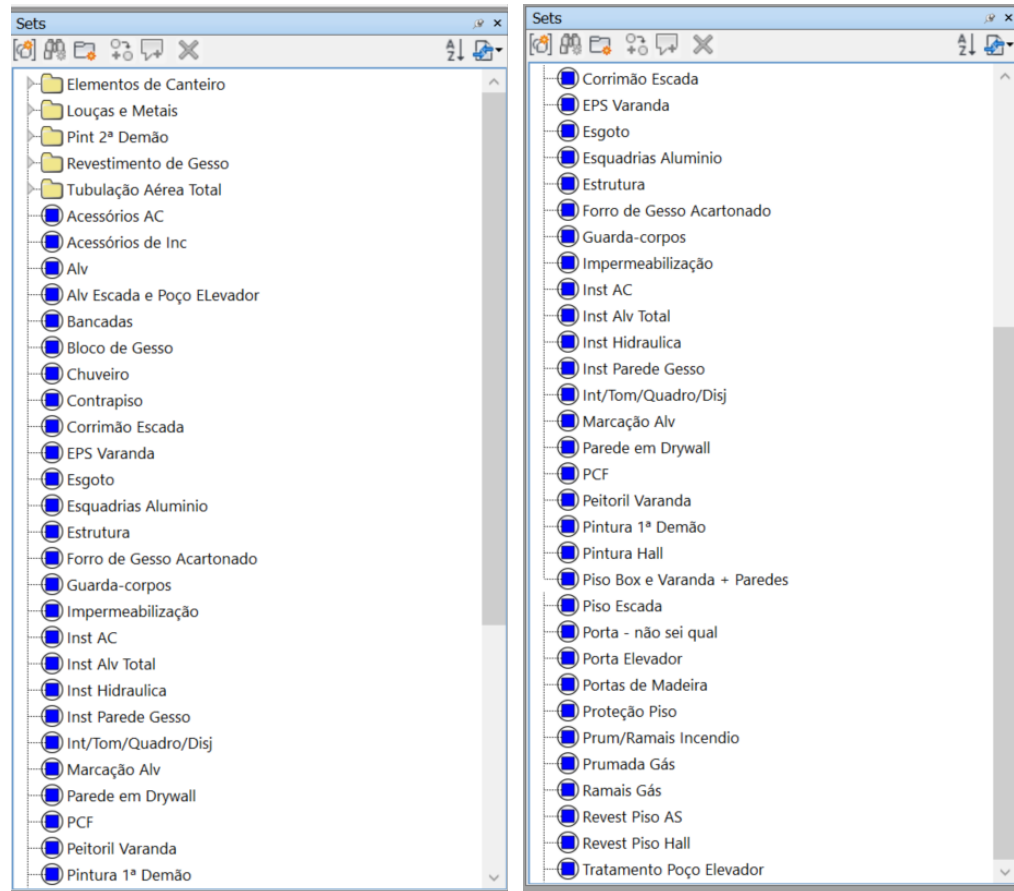 Sets
Elementos de Canteiro
Louças e Metais
Pint 2ª Demão
Revestimento de Gesso
Tubulação Aérea Total
Acessórios AC
Acessórios de Inc
Alv
Alv Escada e Poço ELevador
Bancadas
Bloco de Gesso
Chuveiro
Contrapiso
Corrimão Escada
EPS Varanda
Esgoto
Esquadrias Aluminio
Estrutura
Forro de Gesso Acartonado
Guarda-corpos
Impermeabilização
Inst AC
Inst Alv Total
Inst Hidraulica
Inst Parede Gesso
Int/Tom/Quadro/Disj
Marcação Alv
Parede em Drywall
PCF
Peitoril Varanda
Pintura 1ª Demão
Sets
Corrimão Escada
EPS Varanda
Esgoto
Esquadrias Aluminio
Estrutura
Forro de Gesso Acartonado
Guarda-corpos
Impermeabilização
Inst AC
Inst Alv Total
Inst Hidraulica
Inst Parede Gesso
Int/Tom/Quadro/Disj
Marcação Alv
Parede em Drywall
PCF
Peitoril Varanda
Pintura 1ª Demão
Pintura Hall
Piso Box e Varanda + Paredes
Piso Escada
Porta - não sei qual
Porta Elevador
Portas de Madeira
Proteção Piso
Prum/Ramais Incendio
Prumada Gás
Ramais Gás
Revest Piso AS
Revest Piso Hall
Tratamento Poço Elevador